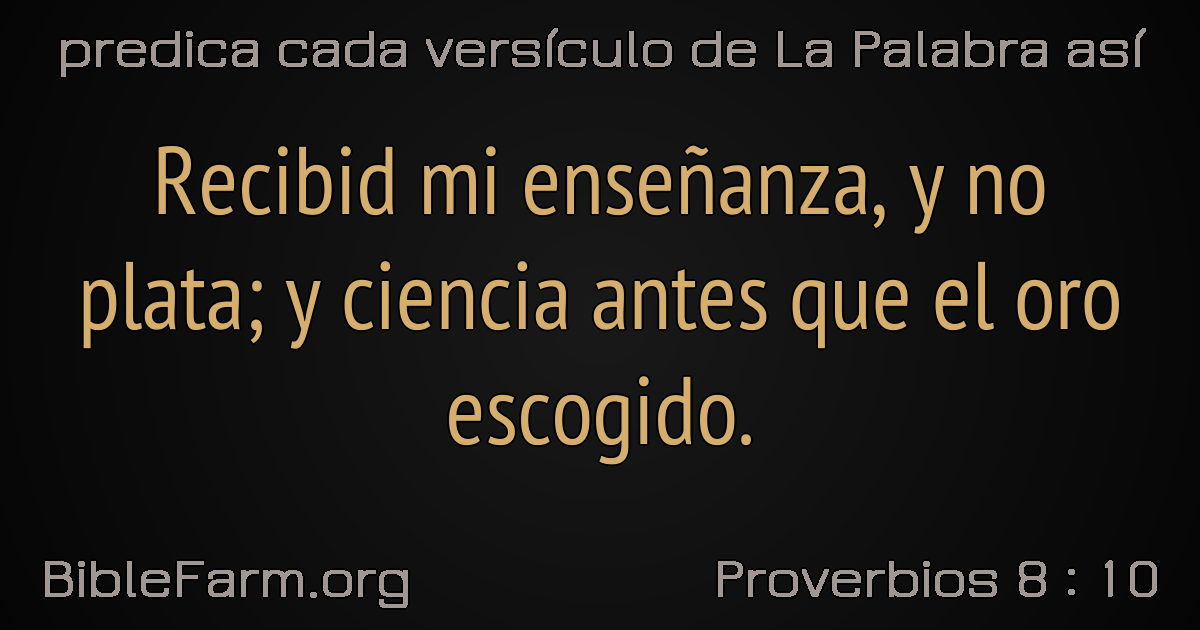 predica cada versículo de La Palabra así
Recibid mi enseñanza, y no
plata; y ciencia antes que el oro
escogido.
BibleFarm.org
Proverbios 8 : 10